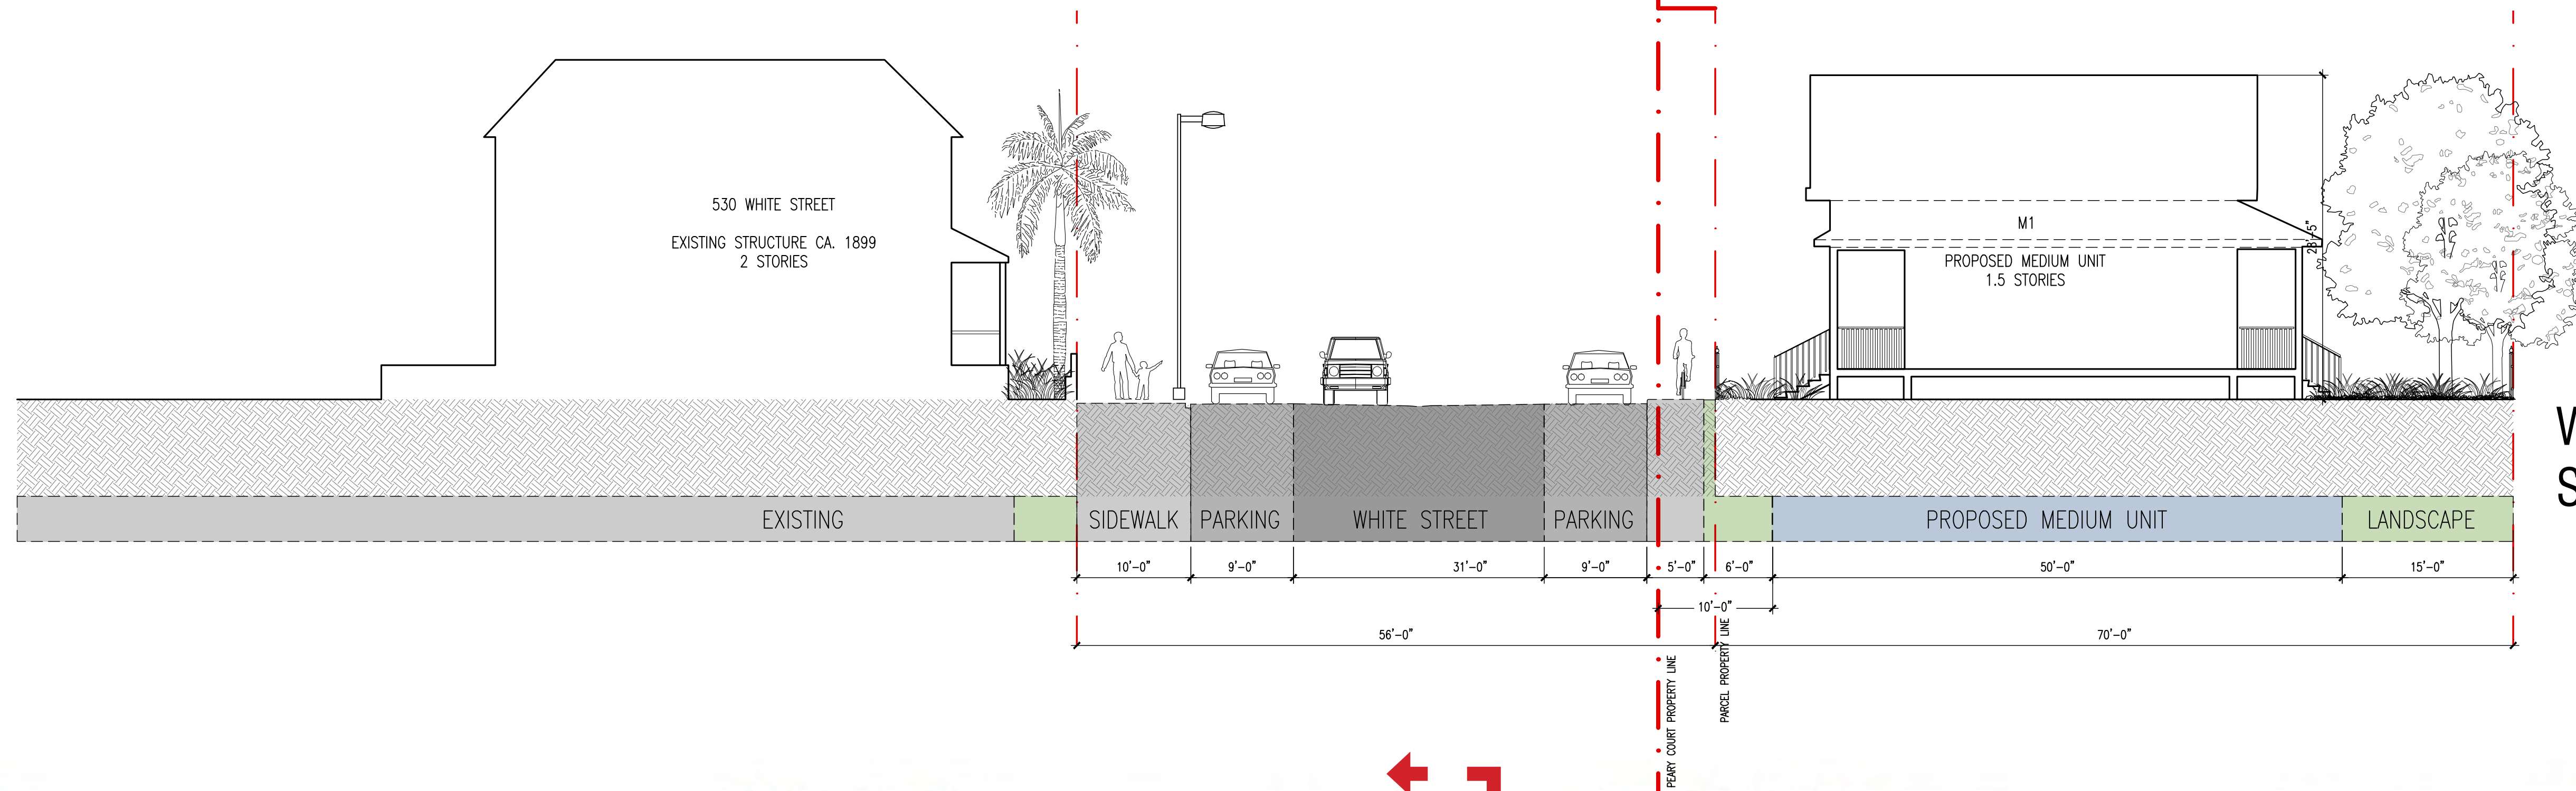 530 WHITE STREET
EXISTING STRUCTURE CA. 1899
2 STORIES
M1
PROPOSED MEDIUM UNIT
1.5 STORIES
28'-5"
W
S
EXISTING
SIDEWALK
PARKING
WHITE STREET
PARKING
PROPOSED MEDIUM UNIT
LANDSCAPE
10'-0"
9'-0"
31'-0"
9'-0"
5'-0"
6'-0"
50'-0"
15'-0"
10'-0"
56'-0"
70'-0"
PEARY COURT PROPERTY LINE
PARCEL PROPERTY LINE